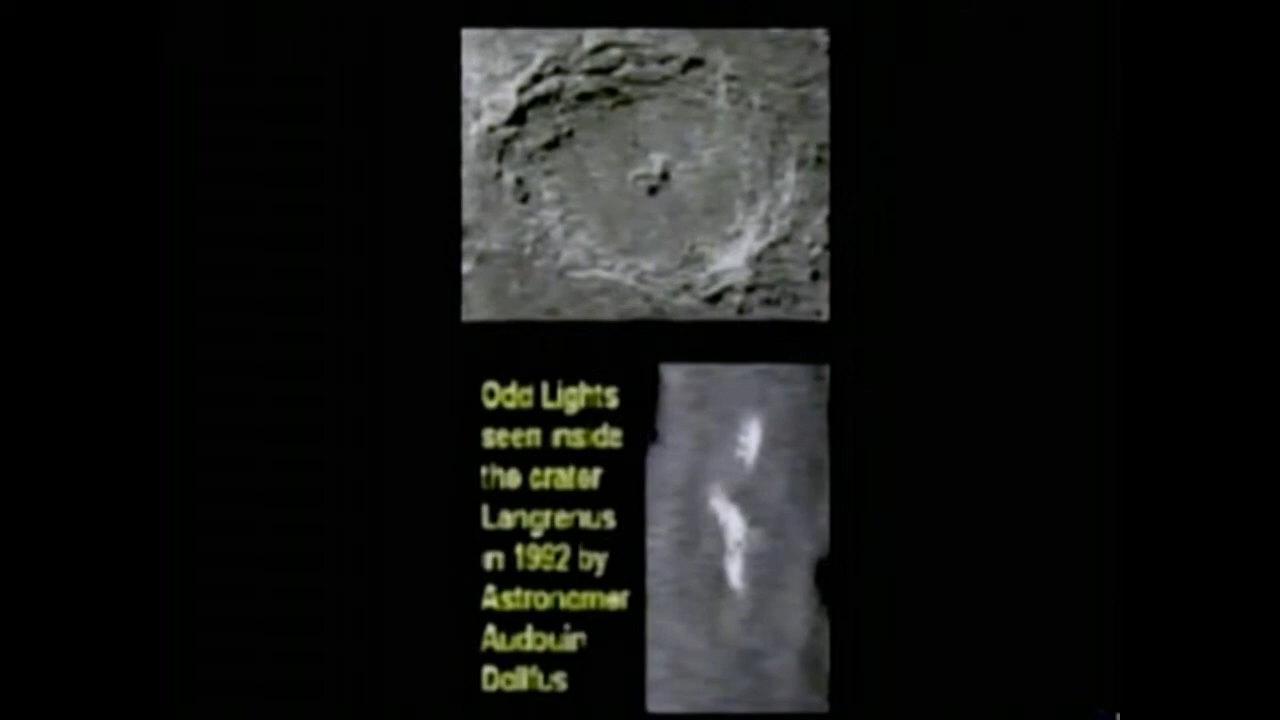 Odd Lights
seen inside
the crater
Langrenus
in 1992 by
Astronomer
Audouin
Dollfus